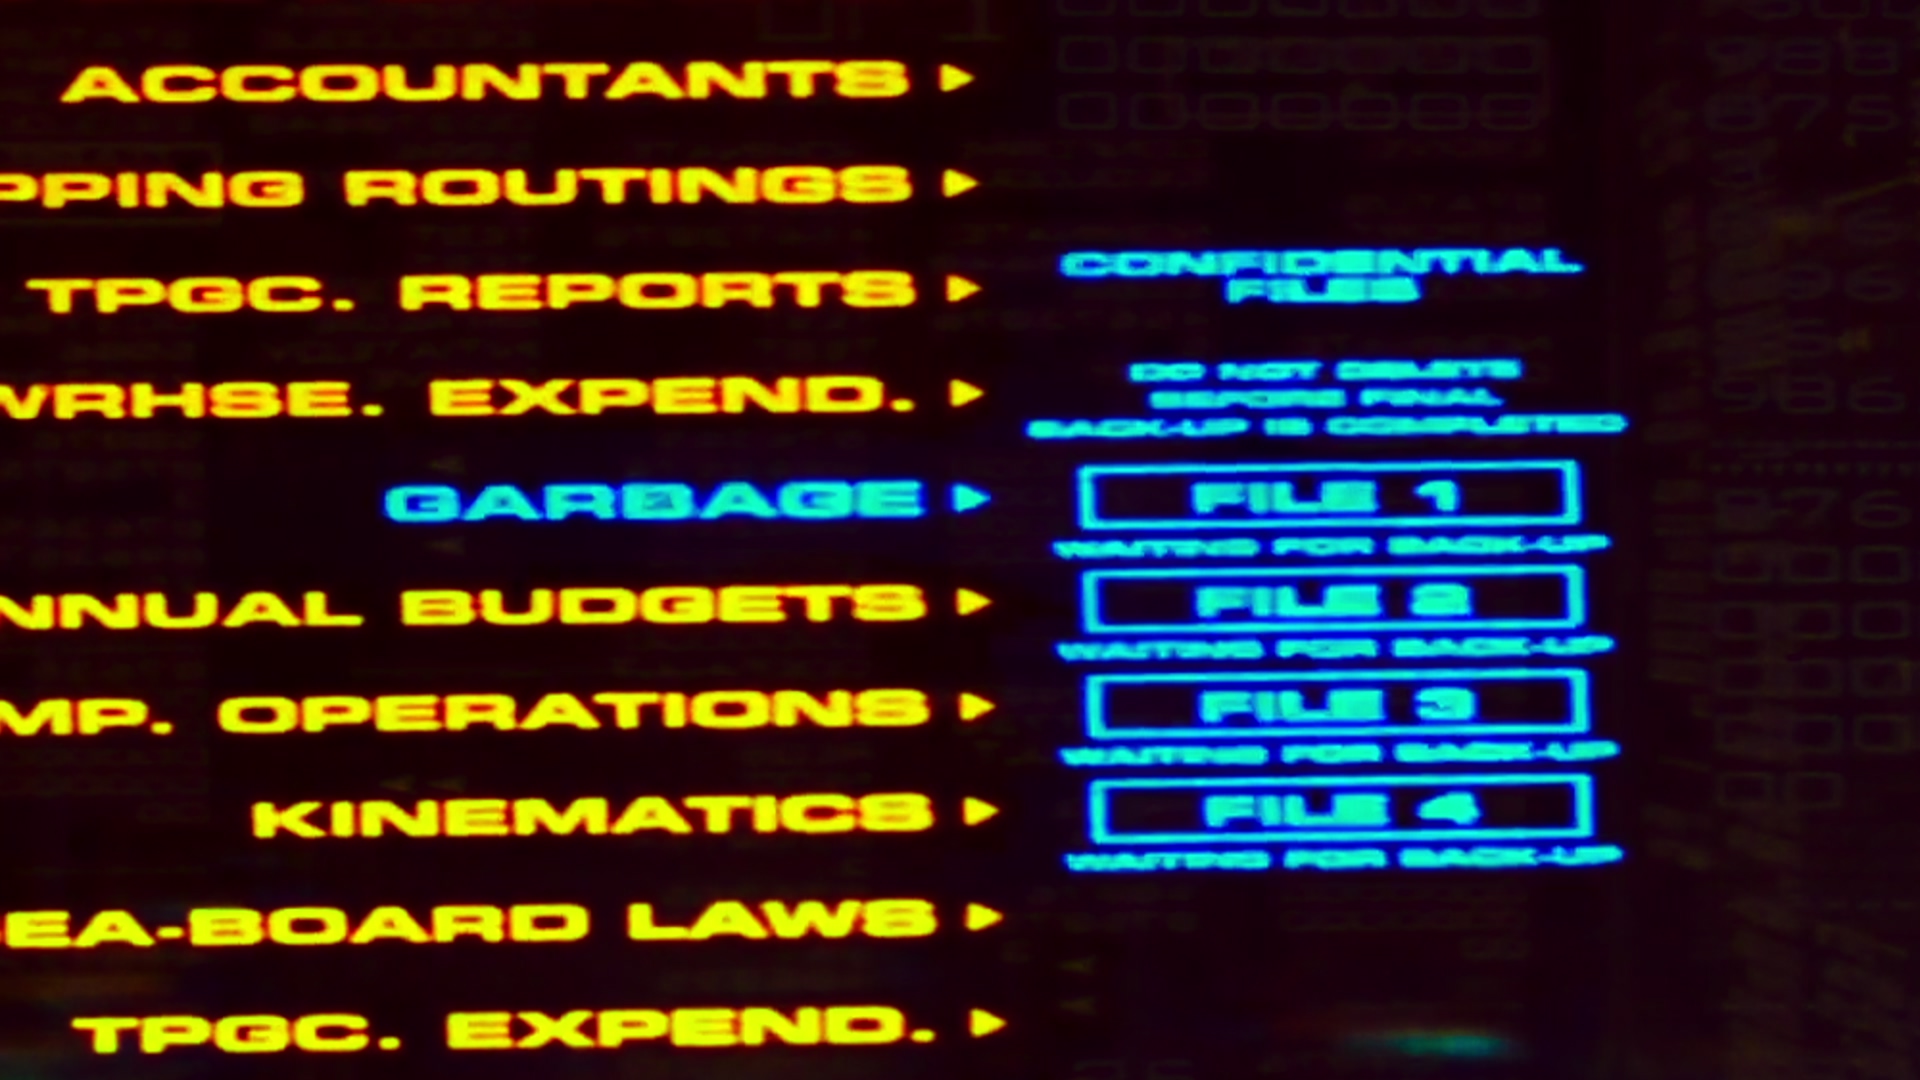 ACCOUNTANTS
PPING ROUTINGS
TPGC. REPORTS
WRHSE. EXPEND.
GARBAGE
NNUAL BUDGETS
MP. OPERATIONS
KINEMATICS
EA-BOARD LAWS
TPGC. EXPEND.
CONFIDENTIAL
FILES
DO NOT DELETE
BEFORE FINAL
BACK-UP IS COMPLETED
FILE 1
WAITING FOR BACK-UP
FILE 2
WAITING FOR BACK-UP
FILE 3
WAITING FOR BACK-UP
FILE 4
WAITING FOR BACK-UP